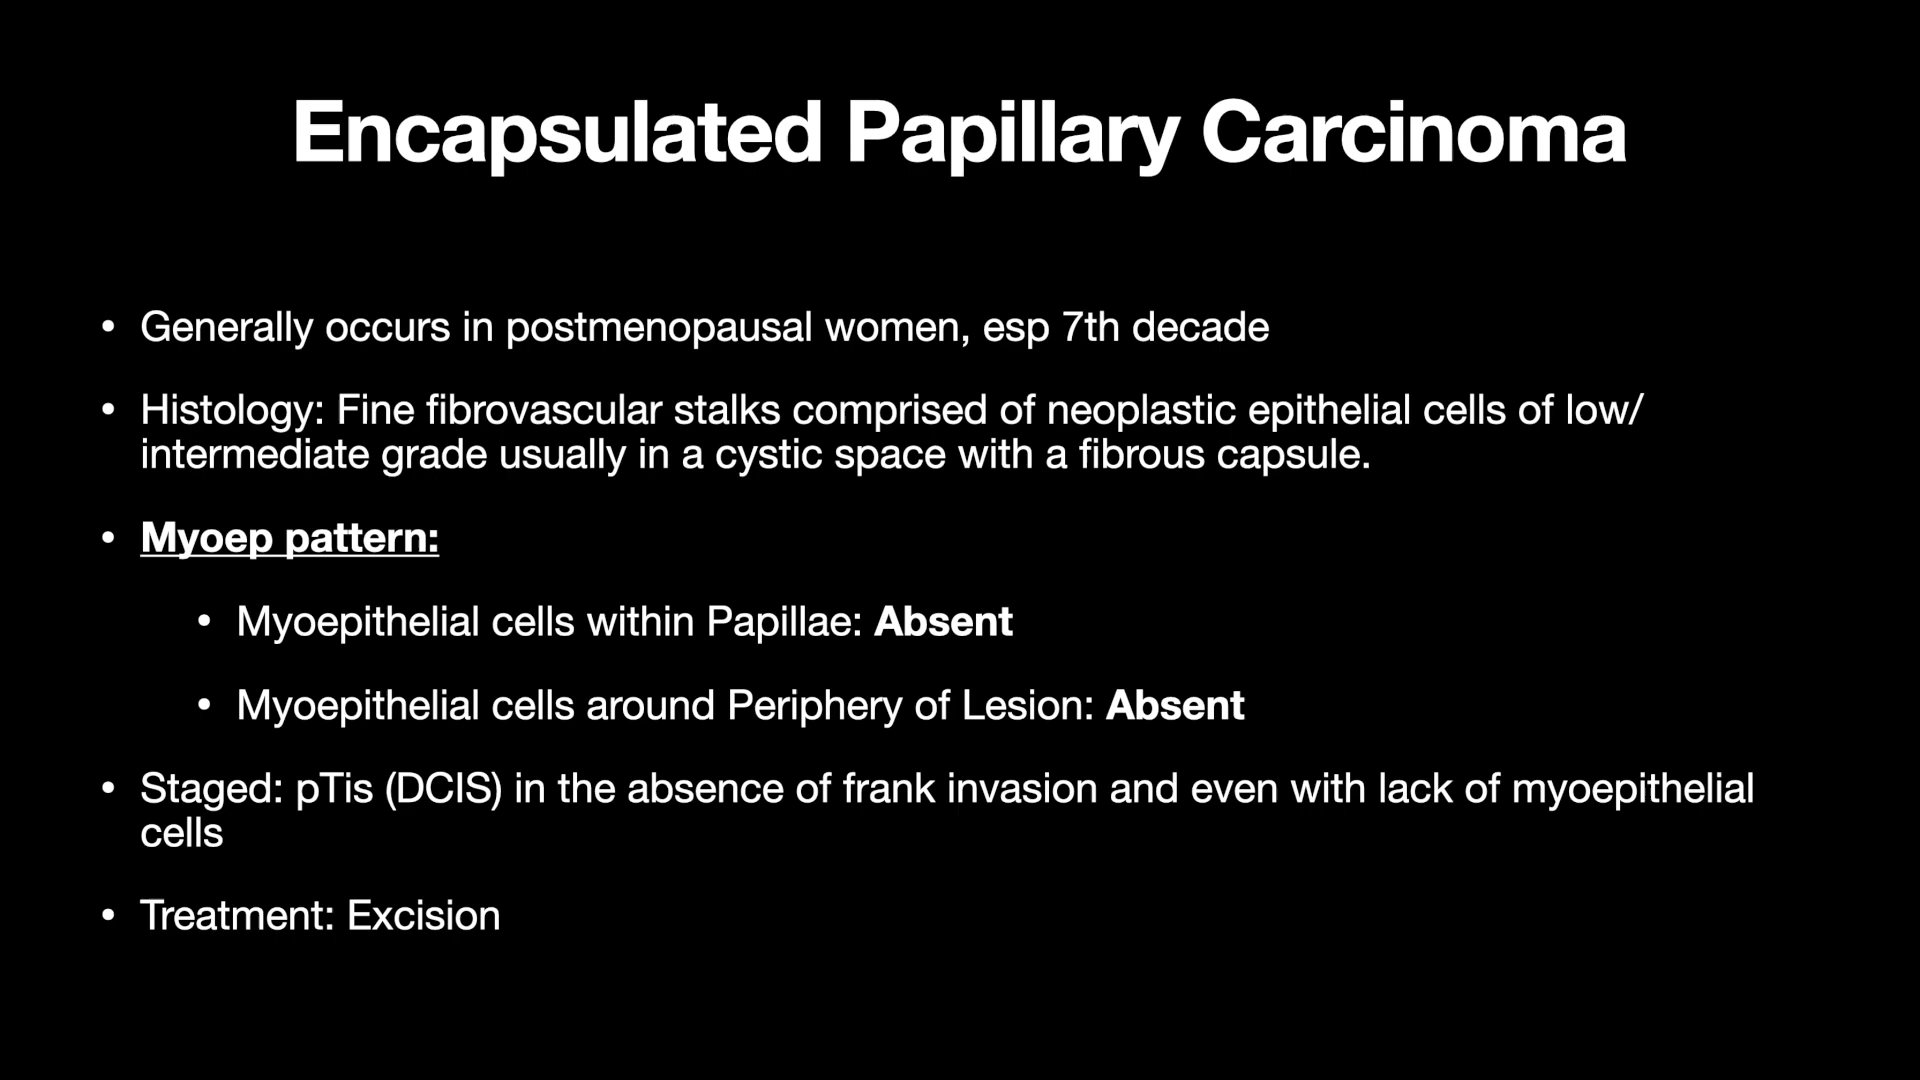 Encapsulated Papillary Carcinoma
• Generally occurs in postmenopausal women, esp 7th decade
• Histology: Fine fibrovascular stalks comprised of neoplastic epithelial cells of low/
intermediate grade usually in a cystic space with a fibrous capsule.
• Myoep pattern:
• Myoepithelial cells within Papillae: Absent
• Myoepithelial cells around Periphery of Lesion: Absent
• Staged: pTis (DCIS) in the absence of frank invasion and even with lack of myoepithelial
cells
• Treatment: Excision